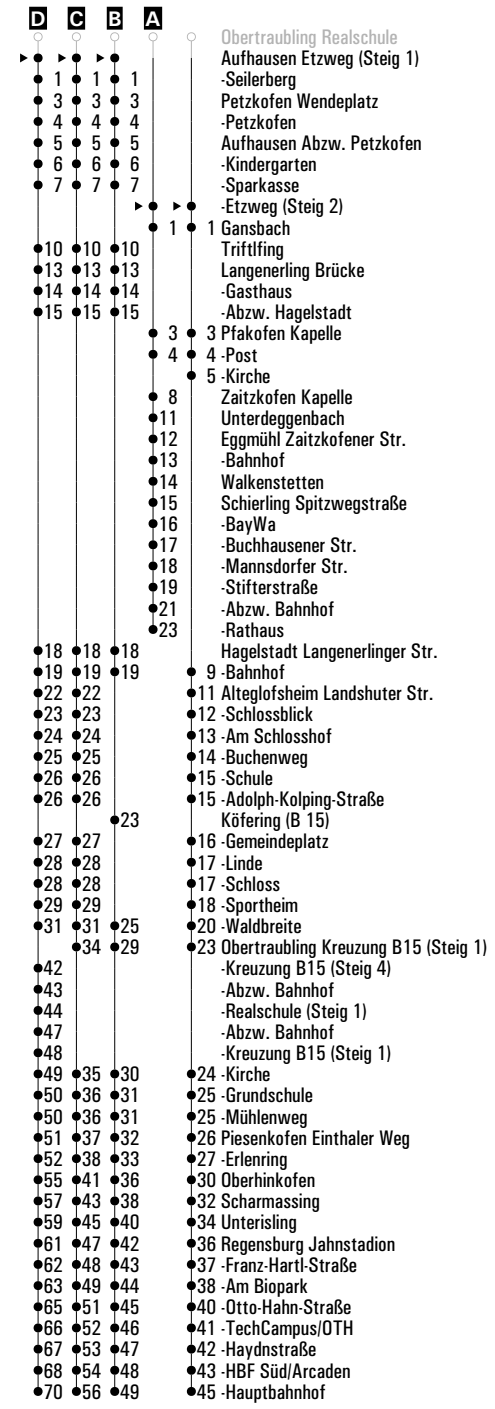 D C B A
Obertraubling Realschule
Aufhausen Etzweg (Steig 1)
1 1 1 -Seilerberg
3 3 3 Petzkofen Wendeplatz
4 4 4 -Petzkofen
5 5 5 Aufhausen Abzw. Petzkofen
6 6 6 -Kindergarten
7 7 7 -Sparkasse
-Etzweg (Steig 2)
1 1 Gansbach
10 10 10 Triftlfing
13 13 13 Langenerling Brücke
14 14 14 -Gasthaus
15 15 15 -Abzw. Hagelstadt
3 3 Pfakofen Kapelle
4 4 -Post
5 -Kirche
8 Zaitzkofen Kapelle
11 Unterdeggenbach
12 Eggmühl Zaitzkofener Str.
13 -Bahnhof
14 Walkenstetten
15 Schierling Spitzwegstraße
16 -BayWa
17 -Buchhausener Str.
18 -Mannsdorfer Str.
19 -Stifterstraße
21 -Abzw. Bahnhof
23 -Rathaus
18 18 18 Hagelstadt Langenerlinger Str.
19 19 19 9 -Bahnhof
22 22 11 Alteglofsheim Landshuter Str.
23 23 12 -Schlossblick
24 24 13 -Am Schlosshof
25 25 14 -Buchenweg
26 26 15 -Schule
26 26 15 -Adolph-Kolping-Straße
23 Köfering (B 15)
27 27 16 -Gemeindeplatz
28 28 17 -Linde
28 28 17 -Schloss
29 29 18 -Sportheim
31 31 25 20 -Waldbreite
34 29 23 Obertraubling Kreuzung B15 (Steig 1)
42 -Kreuzung B15 (Steig 4)
43 -Abzw. Bahnhof
44 -Realschule (Steig 1)
47 -Abzw. Bahnhof
48 -Kreuzung B15 (Steig 1)
49 35 30 24 -Kirche
50 36 31 25 -Grundschule
50 36 31 25 -Mühlenweg
51 37 32 26 Piesenkofen Einthaler Weg
52 38 33 27 -Erlenring
55 41 36 30 Oberhinkofen
57 43 38 32 Scharmassing
59 45 40 34 Unterisling
61 47 42 36 Regensburg Jahnstadion
62 48 43 37 -Franz-Hartl-Straße
63 49 44 38 -Am Biopark
65 51 45 40 -Otto-Hahn-Straße
66 52 46 41 -TechCampus/OTH
67 53 47 42 -Haydnstraße
68 54 48 43 -HBF Süd/Arcaden
70 56 49 45 -Hauptbahnhof